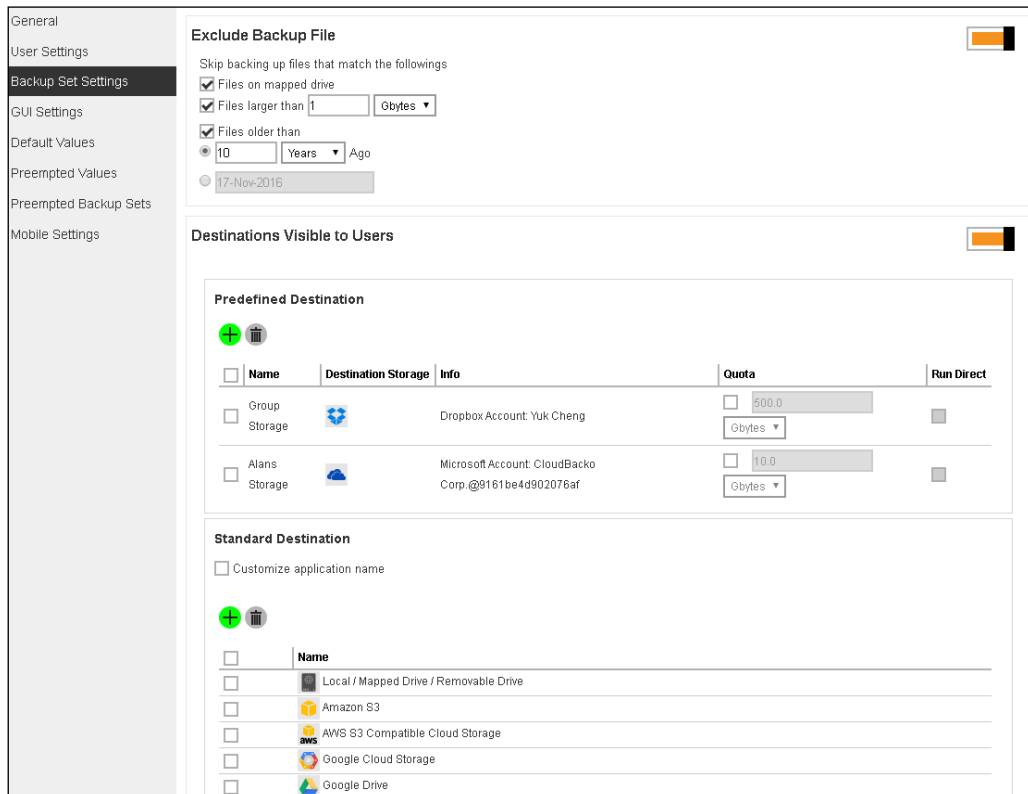 General
User Settings
Backup Set Settings
GUI Settings
Default Values
Preempted Values
Preempted Backup Sets
Mobile Settings
Exclude Backup File
Skip backing up files that match the followings
Files on mapped drive
Files larger than 1 Gbytes
Files older than
10 Years Ago
17-Nov-2016
Destinations Visible to Users
Predefined Destination
Name Destination Storage Info Quota Run Direct
Group Storage Dropbox Account: Yuk Cheng 500.0 Gbytes
Alans Storage Microsoft Account: CloudBacko Corp.@9161be4d902076af 10.0 Gbytes
Standard Destination
Customize application name
Name
Local / Mapped Drive / Removable Drive
Amazon S3
aws AWS S3 Compatible Cloud Storage
Google Cloud Storage
Google Drive